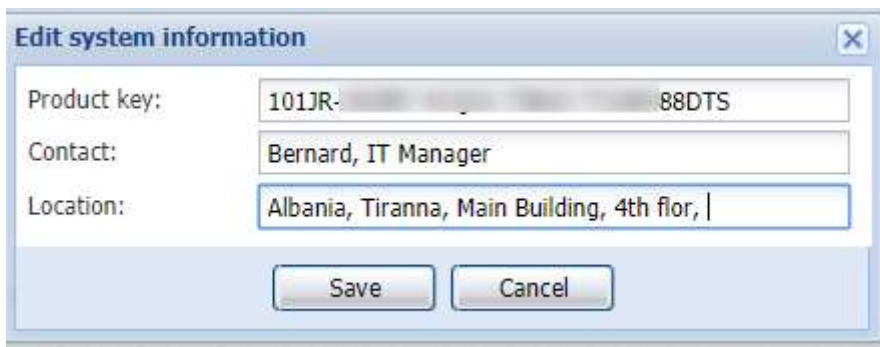 Edit system information
Product key: 101JR- 88DTS
Contact: Bernard, IT Manager
Location: Albania, Tiranna, Main Building, 4th flor,
Save Cancel